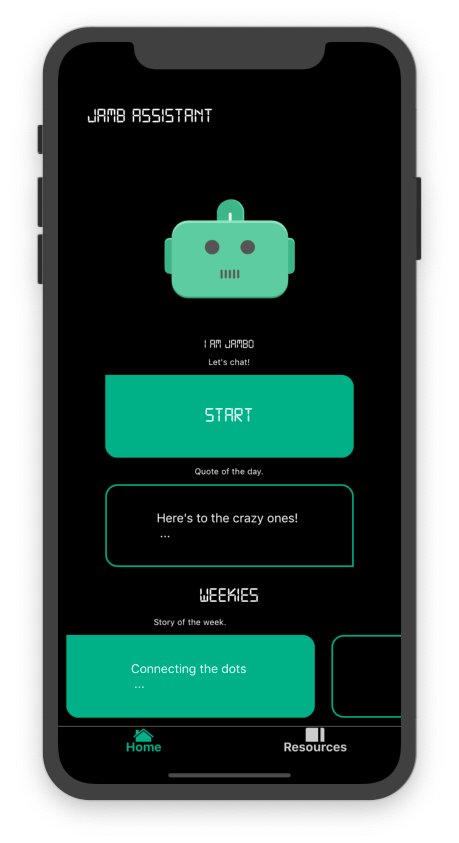 JAMB ASSISTANT
I AM JAMBO
Let's chat!
START
Quote of the day.
Here's to the crazy ones!
...
WEEKIES
Story of the week.
Connecting the dots
...
Home
Resources